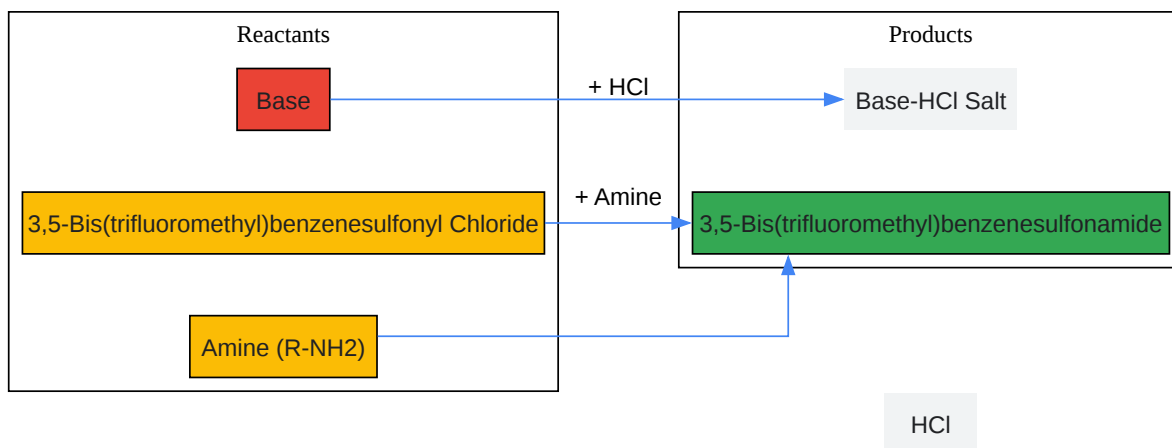 Reactants
Products
Base
+ HCl
Base-HCl Salt
3,5-Bis(trifluoromethyl)benzenesulfonyl Chloride
+ Amine
3,5-Bis(trifluoromethyl)benzenesulfonamide
Amine (R-NH2)
HCl